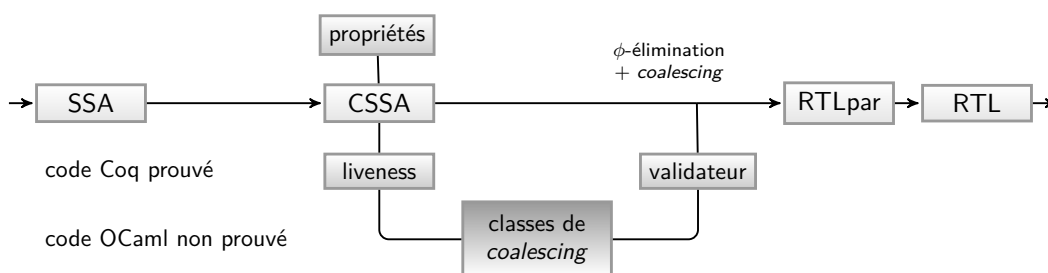 propriétés
ϕ-élimination
+ coalescing
SSA
CSSA
RTLpar
RTL
code Coq prouvé
liveness
validateur
classes de
coalescing
code OCaml non prouvé